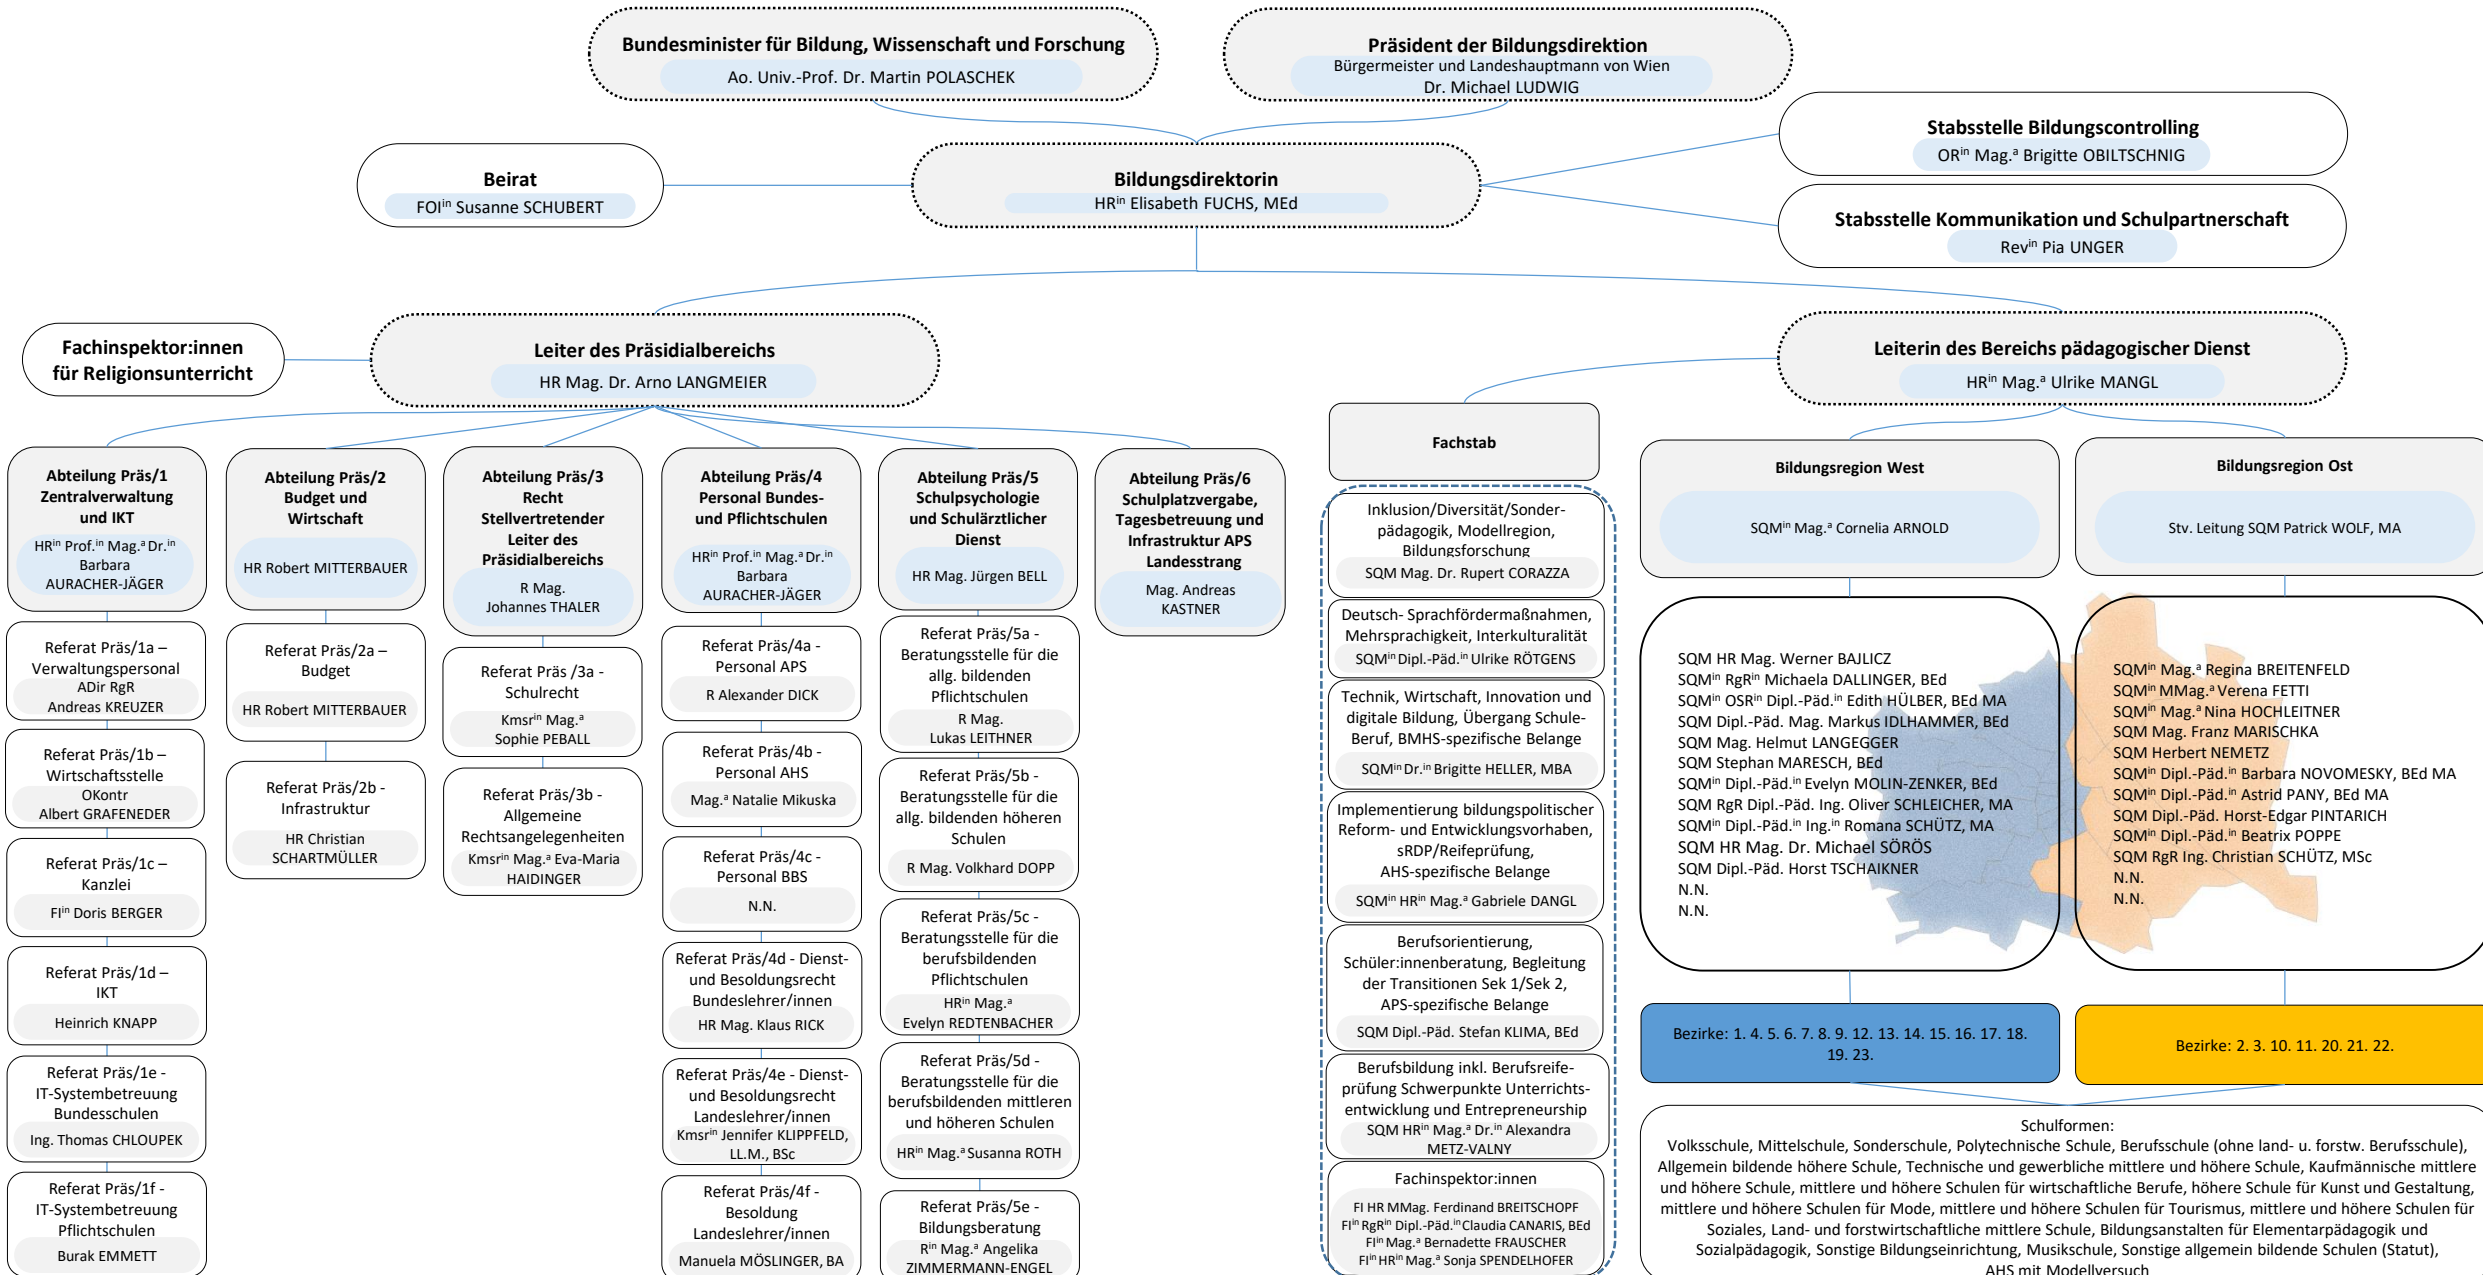 Bundesminister für Bildung, Wissenschaft und Forschung
Ao. Univ.-Prof. Dr. Martin POLASCHEK
Präsident der Bildungsdirektion
Bürgermeister und Landeshauptmann von Wien
Dr. Michael LUDWIG
Stabsstelle Bildungscontrolling
ORin Mag.a Brigitte OBILTSCHNIG
Beirat
FOIin Susanne SCHUBERT
Bildungsdirektorin
HRin Elisabeth FUCHS, MEd
Stabsstelle Kommunikation und Schulpartnerschaft
Revin Pia UNGER
Fachinspektor:innen
für Religionsunterricht
Leiter des Präsidialbereichs
HR Mag. Dr. Arno LANGMEIER
Leiterin des Bereichs pädagogischer Dienst
HRin Mag.a Ulrike MANGL
Abteilung Präs/1
Zentralverwaltung
und IKT
HRin Prof.in Mag.a Dr.in
Barbara
AURACHER-JÄGER
Referat Präs/1a –
Verwaltungspersonal
ADir RgR
Andreas KREUZER
Referat Präs/1b –
Wirtschaftsstelle
OKontr
Albert GRAFENEDER
Referat Präs/1c –
Kanzlei
FIin Doris BERGER
Referat Präs/1d –
IKT
Heinrich KNAPP
Referat Präs/1e -
IT-Systembetreuung
Bundesschulen
Ing. Thomas CHLOUPEK
Referat Präs/1f -
IT-Systembetreuung
Pflichtschulen
Burak EMMETT
Abteilung Präs/2
Budget und
Wirtschaft
HR Robert MITTERBAUER
Referat Präs/2a –
Budget
HR Robert MITTERBAUER
Referat Präs/2b -
Infrastruktur
HR Christian
SCHARTMÜLLER
Abteilung Präs/3
Recht
Stellvertretender
Leiter des
Präsidialbereichs
R Mag.
Johannes THALER
Referat Präs /3a -
Schulrecht
Kmsrin Mag.a
Sophie PEBALL
Referat Präs/3b -
Allgemeine
Rechtsangelegenheiten
Kmsrin Mag.a Eva-Maria
HAIDINGER
Abteilung Präs/4
Personal Bundes-
und Pflichtschulen
HRin Prof.in Mag.a Dr.in
Barbara
AURACHER-JÄGER
Referat Präs/4a -
Personal APS
R Alexander DICK
Referat Präs/4b -
Personal AHS
Mag.a Natalie Mikuska
Referat Präs/4c -
Personal BBS
N.N.
Referat Präs/4d - Dienst-
und Besoldungsrecht
Bundeslehrer/innen
HR Mag. Klaus RICK
Referat Präs/4e - Dienst-
und Besoldungsrecht
Landeslehrer/innen
Kmsrin Jennifer KLIPPFELD,
LL.M., BSc
Referat Präs/4f -
Besoldung
Landeslehrer/innen
Manuela MÖSLINGER, BA
Abteilung Präs/5
Schulpsychologie
und Schulärztlicher
Dienst
HR Mag. Jürgen BELL
Referat Präs/5a -
Beratungsstelle für die
allg. bildenden
Pflichtschulen
R Mag.
Lukas LEITHNER
Referat Präs/5b -
Beratungsstelle für die
allg. bildenden höheren
Schulen
R Mag. Volkhard DOPP
Referat Präs/5c -
Beratungsstelle für die
berufsbildenden
Pflichtschulen
HRin Mag.a
Evelyn REDTENBACHER
Referat Präs/5d -
Beratungsstelle für die
berufsbildenden mittleren
und höheren Schulen
HRin Mag.a Susanna ROTH
Referat Präs/5e -
Bildungsberatung
Rin Mag.a Angelika
ZIMMERMANN-ENGEL
Abteilung Präs/6
Schulplatzvergabe,
Tagesbetreuung und
Infrastruktur APS
Landesstrang
Mag. Andreas
KASTNER
Fachstab
Inklusion/Diversität/Sonder-
pädagogik, Modellregion,
Bildungsforschung
SQM Mag. Dr. Rupert CORAZZA
Deutsch- Sprachfördermaßnahmen,
Mehrsprachigkeit, Interkulturalität
SQMin Dipl.-Päd.in Ulrike RÖTGENS
Technik, Wirtschaft, Innovation und
digitale Bildung, Übergang Schule-
Beruf, BMHS-spezifische Belange
SQMin Dr.in Brigitte HELLER, MBA
Implementierung bildungspolitischer
Reform- und Entwicklungsvorhaben,
sRDP/Reifeprüfung,
AHS-spezifische Belange
SQMin HRin Mag.a Gabriele DANGL
Berufsorientierung,
Schüler:innenberatung, Begleitung
der Transitionen Sek 1/Sek 2,
APS-spezifische Belange
SQM Dipl.-Päd. Stefan KLIMA, BEd
Berufsbildung inkl. Berufsreife-
prüfung Schwerpunkte Unterrichts-
entwicklung und Entrepreneurship
SQM HRin Mag.a Dr.in Alexandra
METZ-VALNY
Fachinspektor:innen
FI HR MMag. Ferdinand BREITSCHOPF
FIin RgRin Dipl.-Päd.in Claudia CANARIS, BEd
FIin Mag.a Bernadette FRAUSCHER
FIin HRin Mag.a Sonja SPENDELHOFER
Bildungsregion West
SQMin Mag.a Cornelia ARNOLD
SQM HR Mag. Werner BAJLICZ
SQMin RgRin Michaela DALLINGER, BEd
SQMin OSRin Dipl.-Päd.in Edith HÜLBER, BEd MA
SQM Dipl.-Päd. Mag. Markus IDLHAMMER, BEd
SQM Mag. Helmut LANGEGGER
SQM Stephan MARESCH, BEd
SQMin Dipl.-Päd.in Evelyn MOLIN-ZENKER, BEd
SQM RgR Dipl.-Päd. Ing. Oliver SCHLEICHER, MA
SQMin Dipl.-Päd.in Ing.in Romana SCHÜTZ, MA
SQM HR Mag. Dr. Michael SÖRÖS
SQM Dipl.-Päd. Horst TSCHAIKNER
N.N.
N.N.
Bezirke: 1. 4. 5. 6. 7. 8. 9. 12. 13. 14. 15. 16. 17. 18.
19. 23.
Bildungsregion Ost
Stv. Leitung SQM Patrick WOLF, MA
SQMin Mag.a Regina BREITENFELD
SQMin MMag.a Verena FETTI
SQMin Mag.a Nina HOCHLEITNER
SQM Mag. Franz MARISCHKA
SQM Herbert NEMETZ
SQMin Dipl.-Päd.in Barbara NOVOMESKY, BEd MA
SQMin Dipl.-Päd.in Astrid PANY, BEd MA
SQM Dipl.-Päd. Horst-Edgar PINTARICH
SQMin Dipl.-Päd.in Beatrix POPPE
SQM RgR Ing. Christian SCHÜTZ, MSc
N.N.
N.N.
Bezirke: 2. 3. 10. 11. 20. 21. 22.
Schulformen:
Volksschule, Mittelschule, Sonderschule, Polytechnische Schule, Berufsschule (ohne land- u. forstw. Berufsschule),
Allgemein bildende höhere Schule, Technische und gewerbliche mittlere und höhere Schule, Kaufmännische mittlere
und höhere Schule, mittlere und höhere Schulen für wirtschaftliche Berufe, höhere Schule für Kunst und Gestaltung,
mittlere und höhere Schulen für Mode, mittlere und höhere Schulen für Tourismus, mittlere und höhere Schulen für
Soziales, Land- und forstwirtschaftliche mittlere Schule, Bildungsanstalten für Elementarpädagogik und
Sozialpädagogik, Sonstige Bildungseinrichtung, Musikschule, Sonstige allgemein bildende Schulen (Statut),
AHS mit Modellversuch